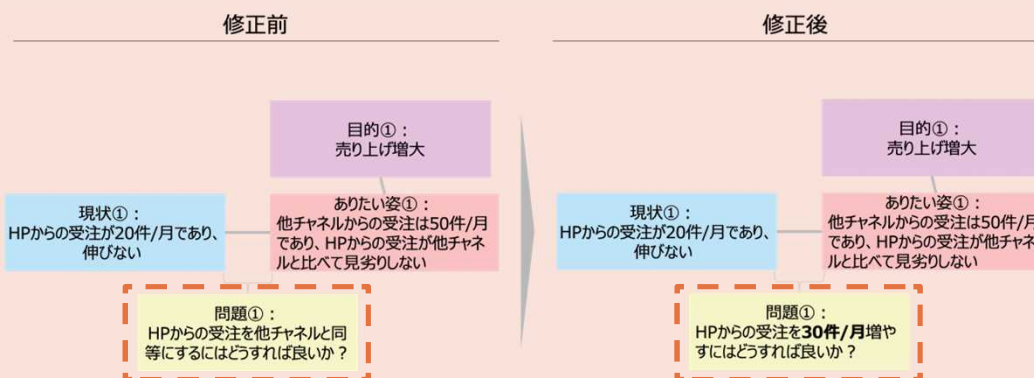 修正前
目的①：
売り上げ増大
現状①：
HPからの受注が20件/月であり、
伸びない
ありたい姿①：
他チャネルからの受注は50件/月
であり、HPからの受注が他チャネ
ルと比べて見劣りしない
問題①：
HPからの受注を他チャネルと同
等にするにはどうすれば良いか？
修正後
目的①：
売り上げ増大
現状①：
HPからの受注が20件/月であり、
伸びない
ありたい姿①：
他チャネルからの受注は50件/月
であり、HPからの受注が他チャネ
ルと比べて見劣りしない
問題①：
HPからの受注を30件/月増や
すにはどうすれば良いか？